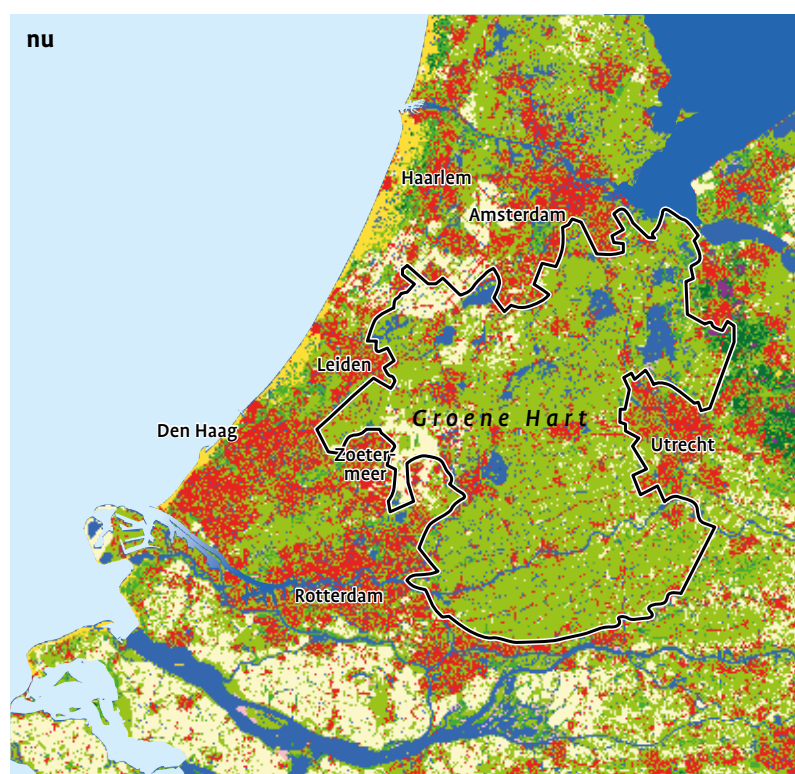 nu
Haarlem
Amsterdam
Leiden
Groene Hart
Den Haag
Utrecht
Zoeter-
meer
Rotterdam